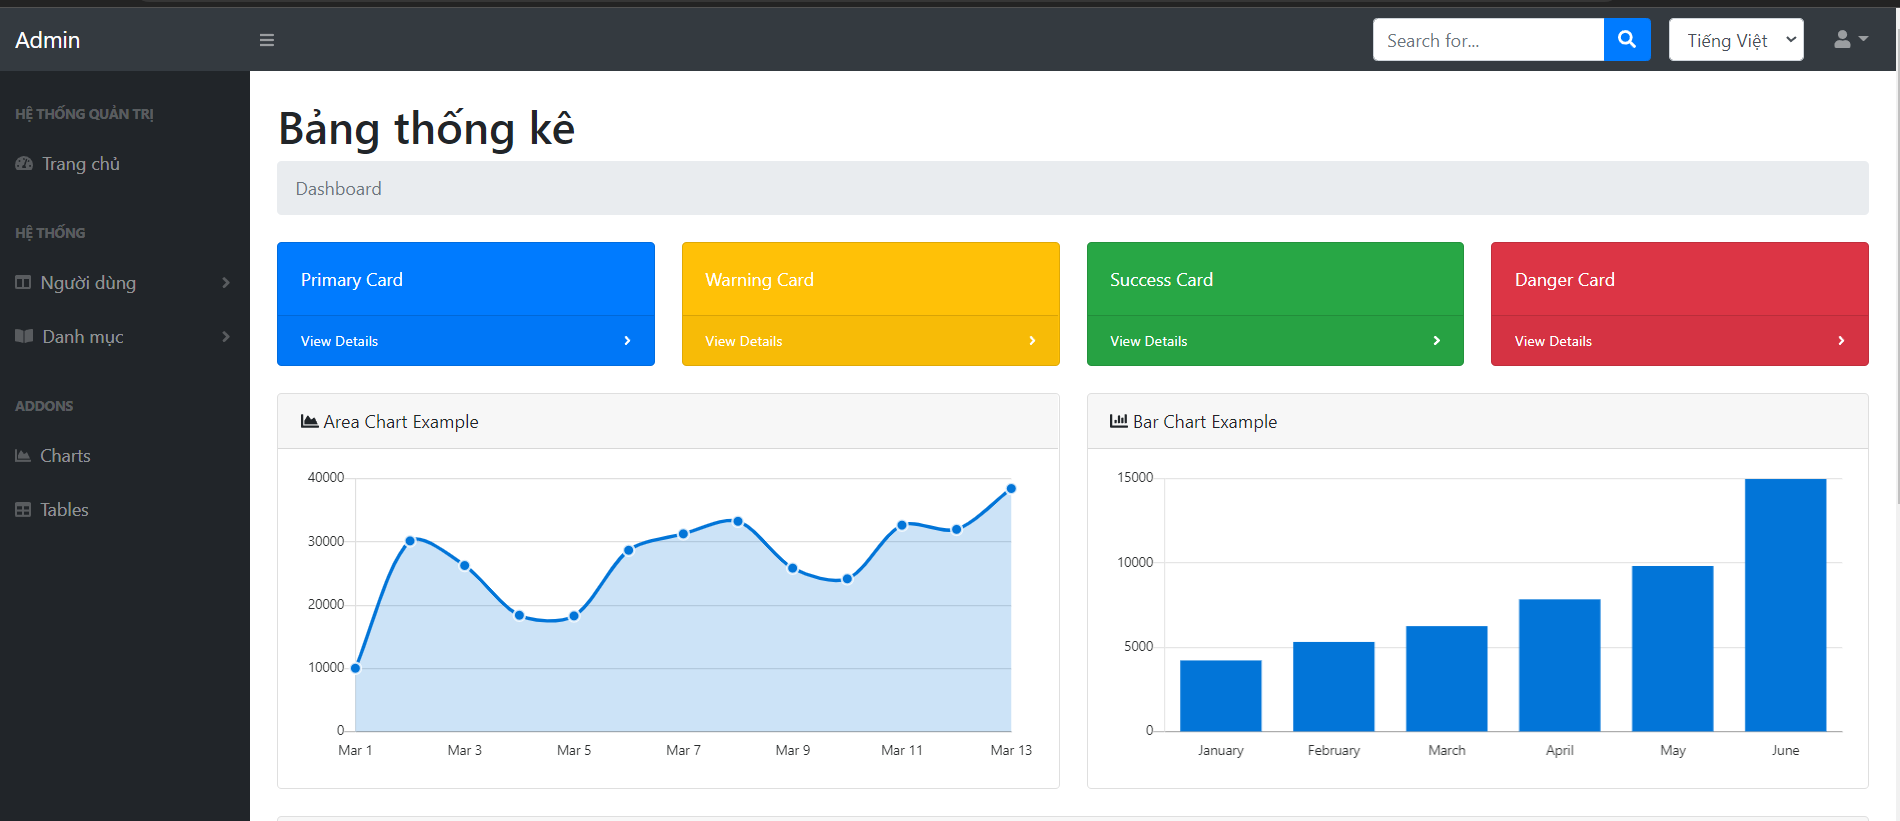 Admin
Search for...
Tiếng Việt
HỆ THỐNG QUẢN TRỊ
Trang chủ
HỆ THỐNG
Người dùng
Danh mục
ADDONS
Charts
Tables
Bảng thống kê
Dashboard
Primary Card
View Details
Warning Card
View Details
Success Card
View Details
Danger Card
View Details
Area Chart Example
40000
30000
20000
10000
0
Mar 1 Mar 3 Mar 5 Mar 7 Mar 9 Mar 11 Mar 13
Bar Chart Example
15000
10000
5000
0
January February March April May June